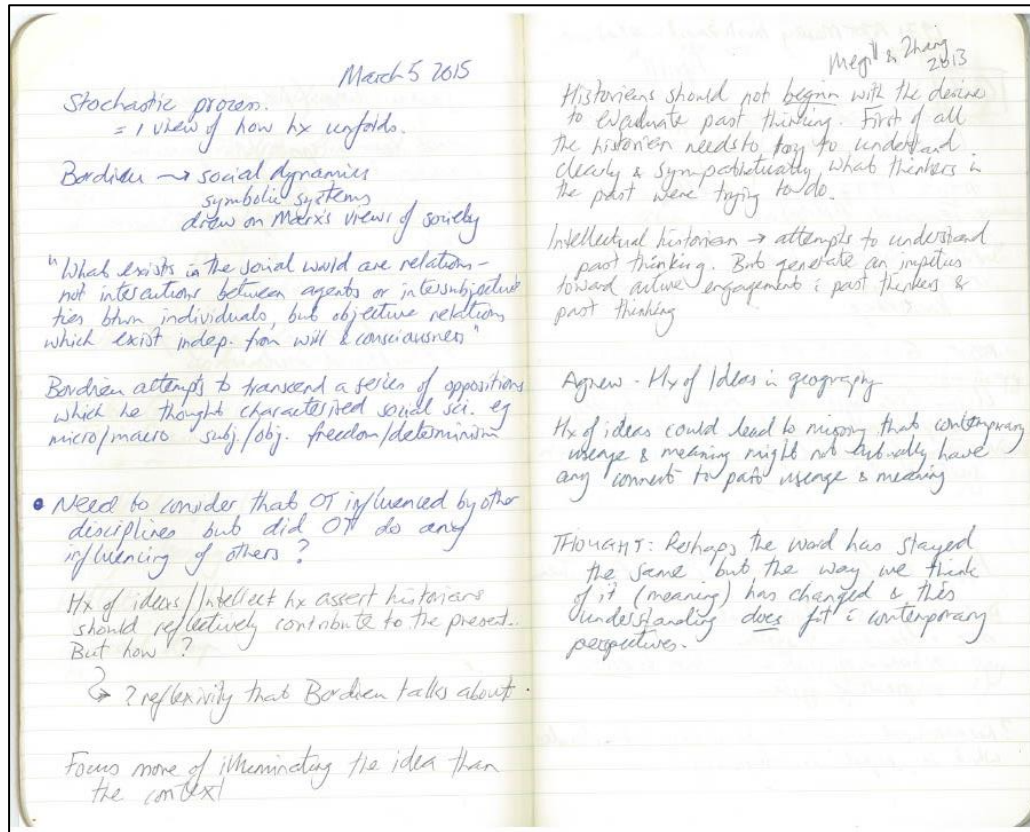 March 5 2015
Stochastic prozess.
= 1 view of how hx unfolds.
Bordieu → social dynamics
symbolic systems
drew on Marx's views of society
"What exists in the social world are relations –
not interactions between agents or intersubjective
ties btwn individuals, but objective relations
which exist indep. from will & consciousness"
Bordieu attempts to transcend a series of oppositions
which he thought characterised social sci. eg
micro/macro subj./obj. freedom/determinism
• Need to consider that OT influenced by other
disciplines but did OT do any
influencing of others?
Hx of ideas/Intellect hx assert historians
should reflectively contribute to the present..
But how?
↳ ? reflexivity that Bordieu talks about.
Focus more of illuminating the idea than
the context
Megill & Zhang
2013
Historians should not begin with the desire
to evaluate past thinking. First of all
the historian needs to try to understand
clearly & sympathetically what thinkers in
the past were trying to do.
Intellectual historian → attempts to understand
past thinking. But generate an impetus
toward active engagement c̄ past thinkers &
past thinking
Agnew - Hx of Ideas in geography
Hx of ideas could lead to missing that contemporary
useage & meaning might not actually have
any connect to past useage & meaning
THOUGHT: Perhaps the word has stayed
the same but the way we think
of it (meaning) has changed & this
understanding does fit c̄ contemporary
perspectives.